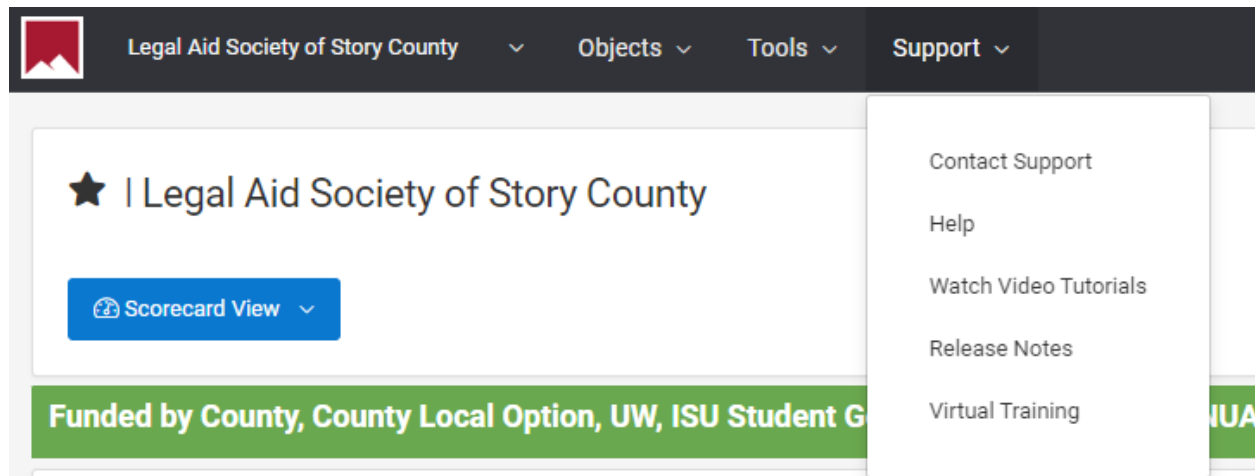 Legal Aid Society of Story County Objects Tools Support
Contact Support
| Legal Aid Society of Story County
Help
Watch Video Tutorials
Scorecard View
Release Notes
Virtual Training
Funded by County, County Local Option, UW, ISU Student